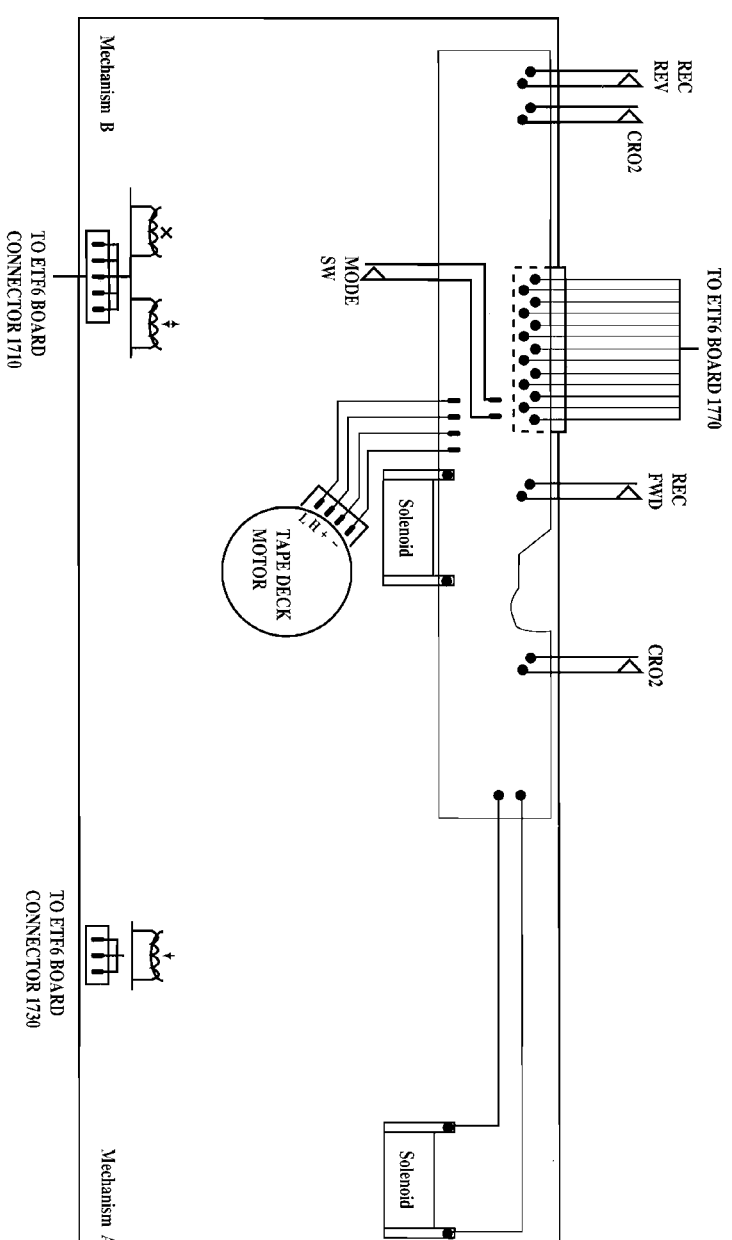 REC
REV
CRO2
TO ETF6 BOARD 1770
REC
FWD
CRO2
MODE
SW
Solenoid
L H + -
TAPE DECK
MOTOR
Solenoid
Mechanism B
TO ETF6 BOARD
CONNECTOR 1710
TO ETF6 BOARD
CONNECTOR 1730
Mechanism A